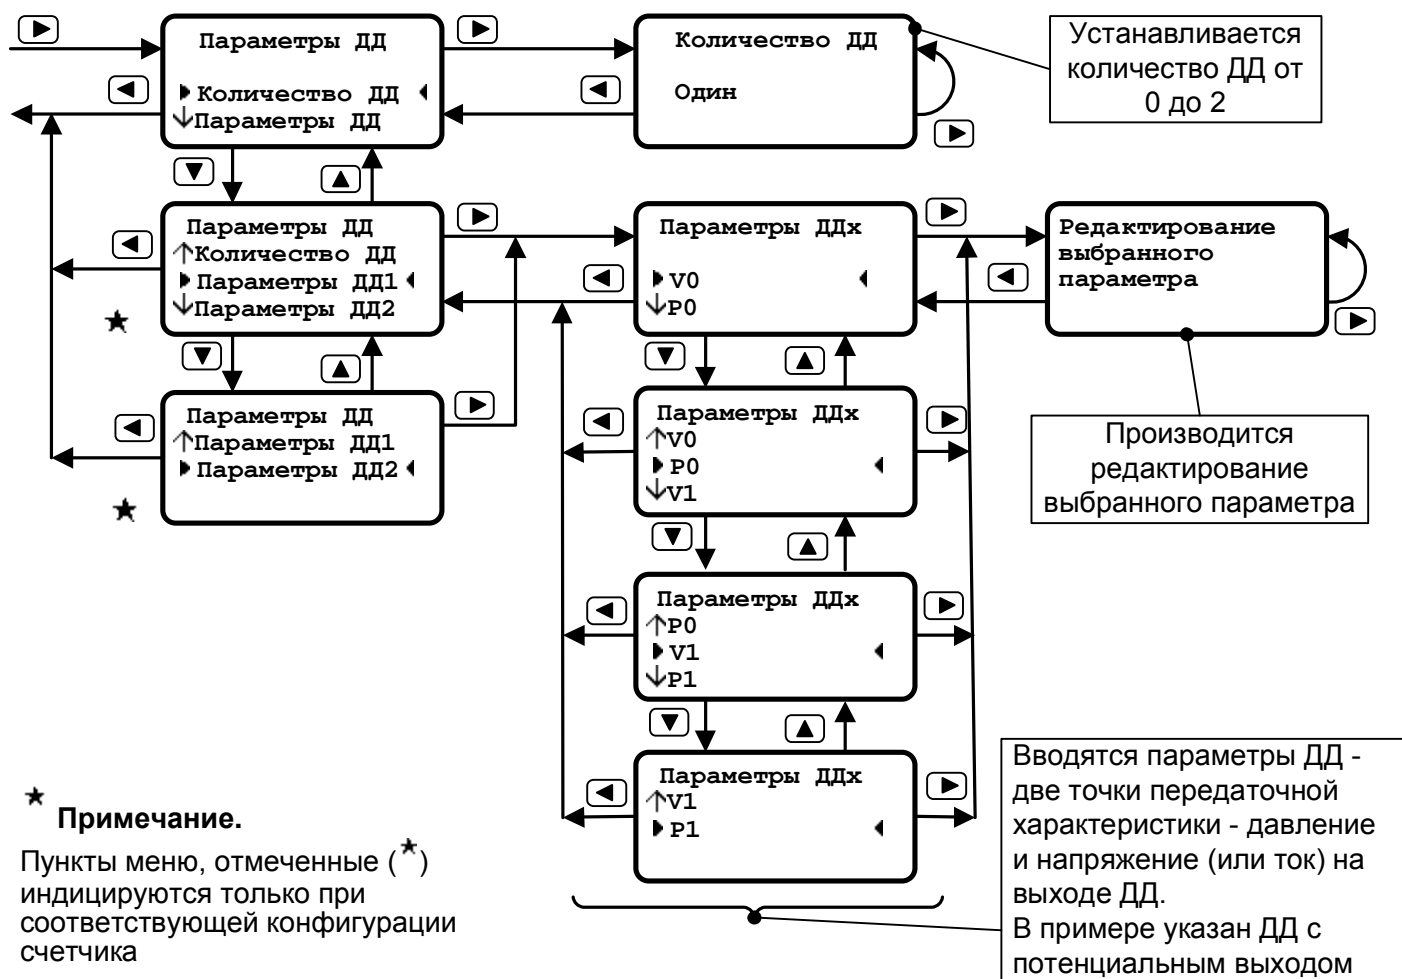 Параметры ДД
Количество ДД
Параметры ДД
Количество ДД
Один
Устанавливается
количество ДД от
0 до 2
Параметры ДД
Количество ДД
Параметры ДД1
Параметры ДД2
Параметры ДДх
V0
P0
Редактирование
выбранного
параметра
Параметры ДД
Параметры ДД1
Параметры ДД2
Параметры ДДх
V0
P0
V1
Производится
редактирование
выбранного параметра
Параметры ДДх
P0
V1
P1
Параметры ДДх
V1
P1
Вводятся параметры ДД -
две точки передаточной
характеристики - давление
и напряжение (или ток) на
выходе ДД.
В примере указан ДД с
потенциальным выходом
★ Примечание.
Пункты меню, отмеченные (★)
индицируются только при
соответствующей конфигурации
счетчика